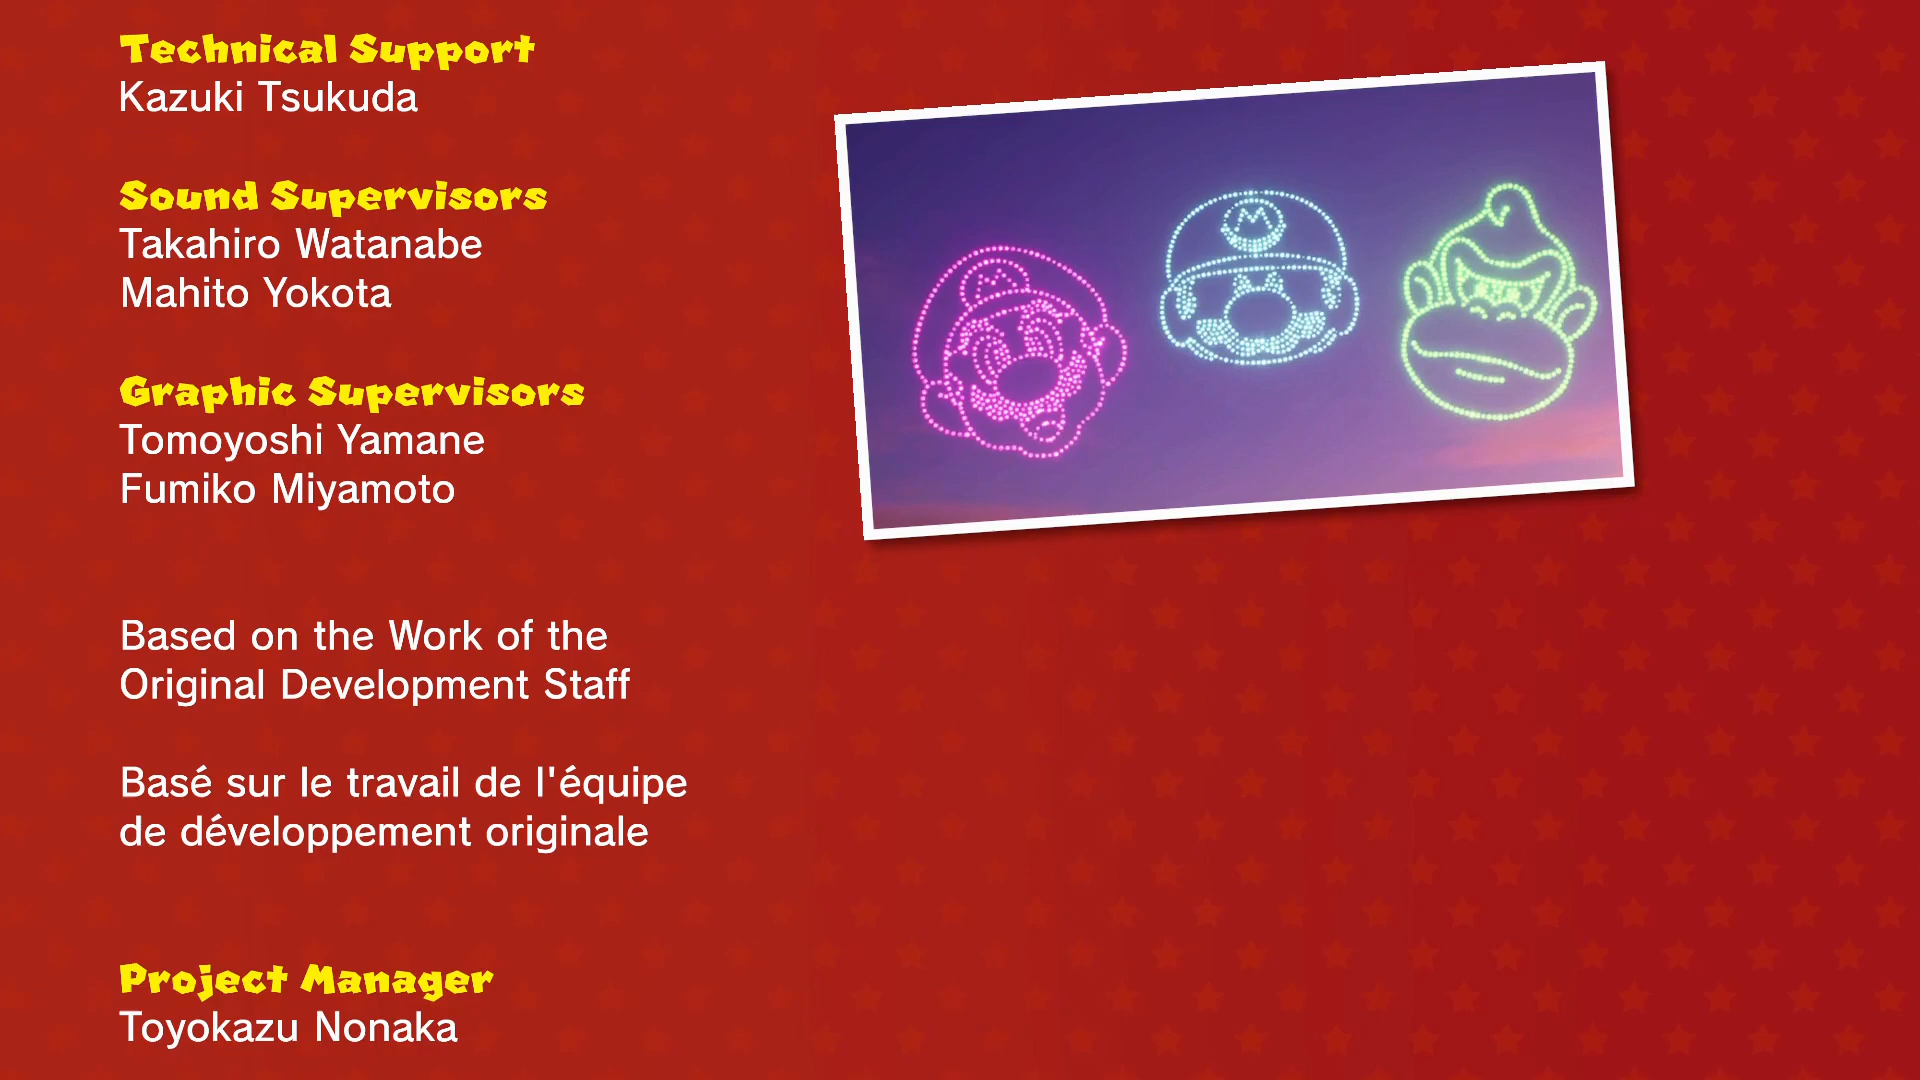 Technical Support
Kazuki Tsukuda
Sound Supervisors
Takahiro Watanabe
Mahito Yokota
Graphic Supervisors
Tomoyoshi Yamane
Fumiko Miyamoto
Based on the Work of the
Original Development Staff
Basé sur le travail de l'équipe
de développement originale
Project Manager
Toyokazu Nonaka
M